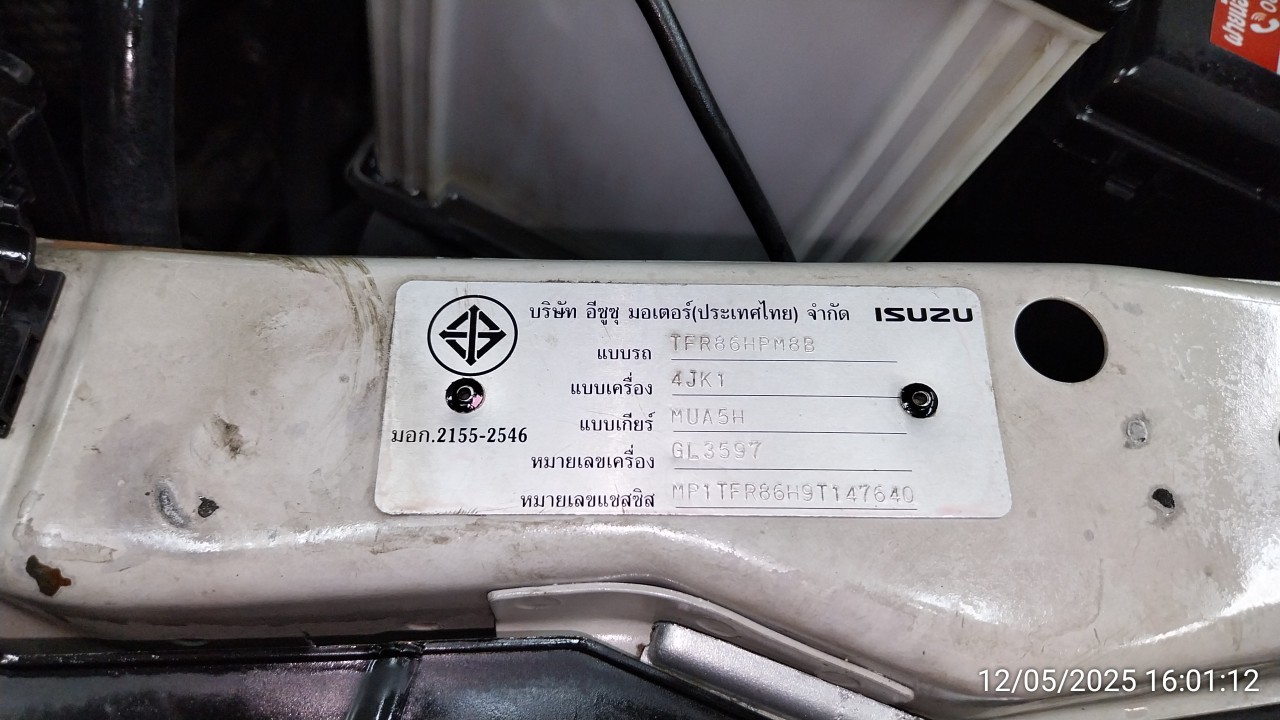 บริษัท อีซูซุ มอเตอร์(ประเทศไทย) จำกัด ISUZU
แบบรถ TFR86HPM8B
แบบเครื่อง 4JK1
แบบเกียร์ MUA5H
มอก.2155-2546
หมายเลขเครื่อง GL3597
หมายเลขแชสซิส MP1TFR86H9T147640
12/05/2025 16:01:12